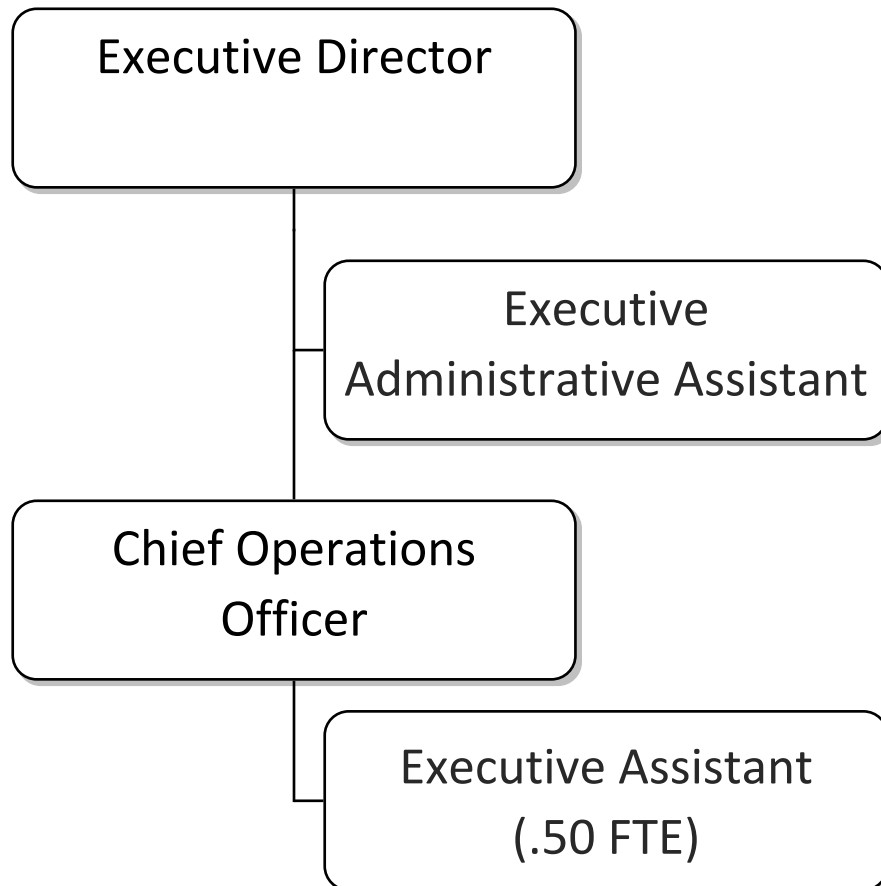 Executive Director
Executive
Administrative Assistant
Chief Operations
Officer
Executive Assistant
(.50 FTE)